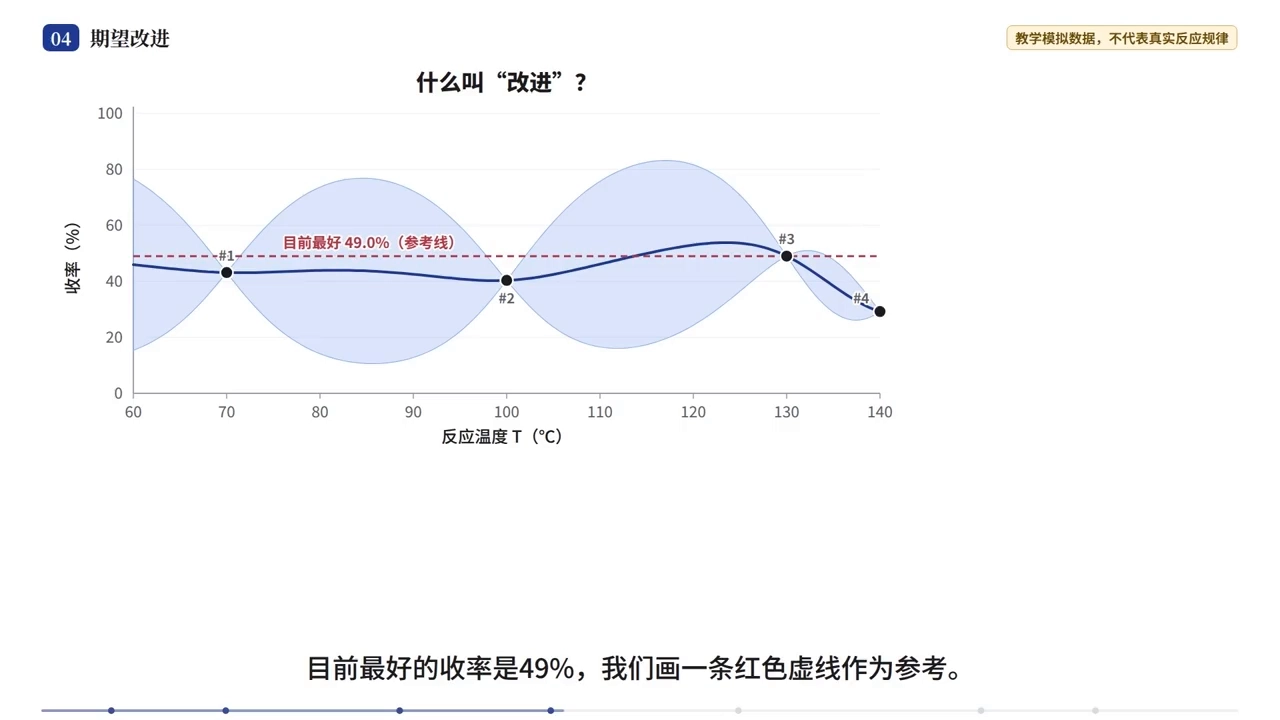 04 期望改进
教学模拟数据，不代表真实反应规律
什么叫“改进”？
收率（%）
100
80
60
40
20
0
目前最好 49.0%（参考线）
#1
#2
#3
#4
60 70 80 90 100 110 120 130 140
反应温度 T（℃）
目前最好的收率是49%，我们画一条红色虚线作为参考。